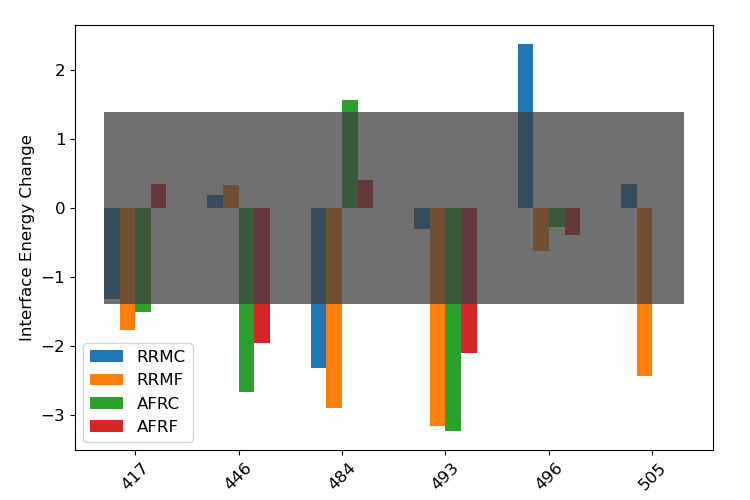 Interface Energy Change
2
1
0
−1
−2
−3
RRMC
RRMF
AFRC
AFRF
417 446 484 493 496 505